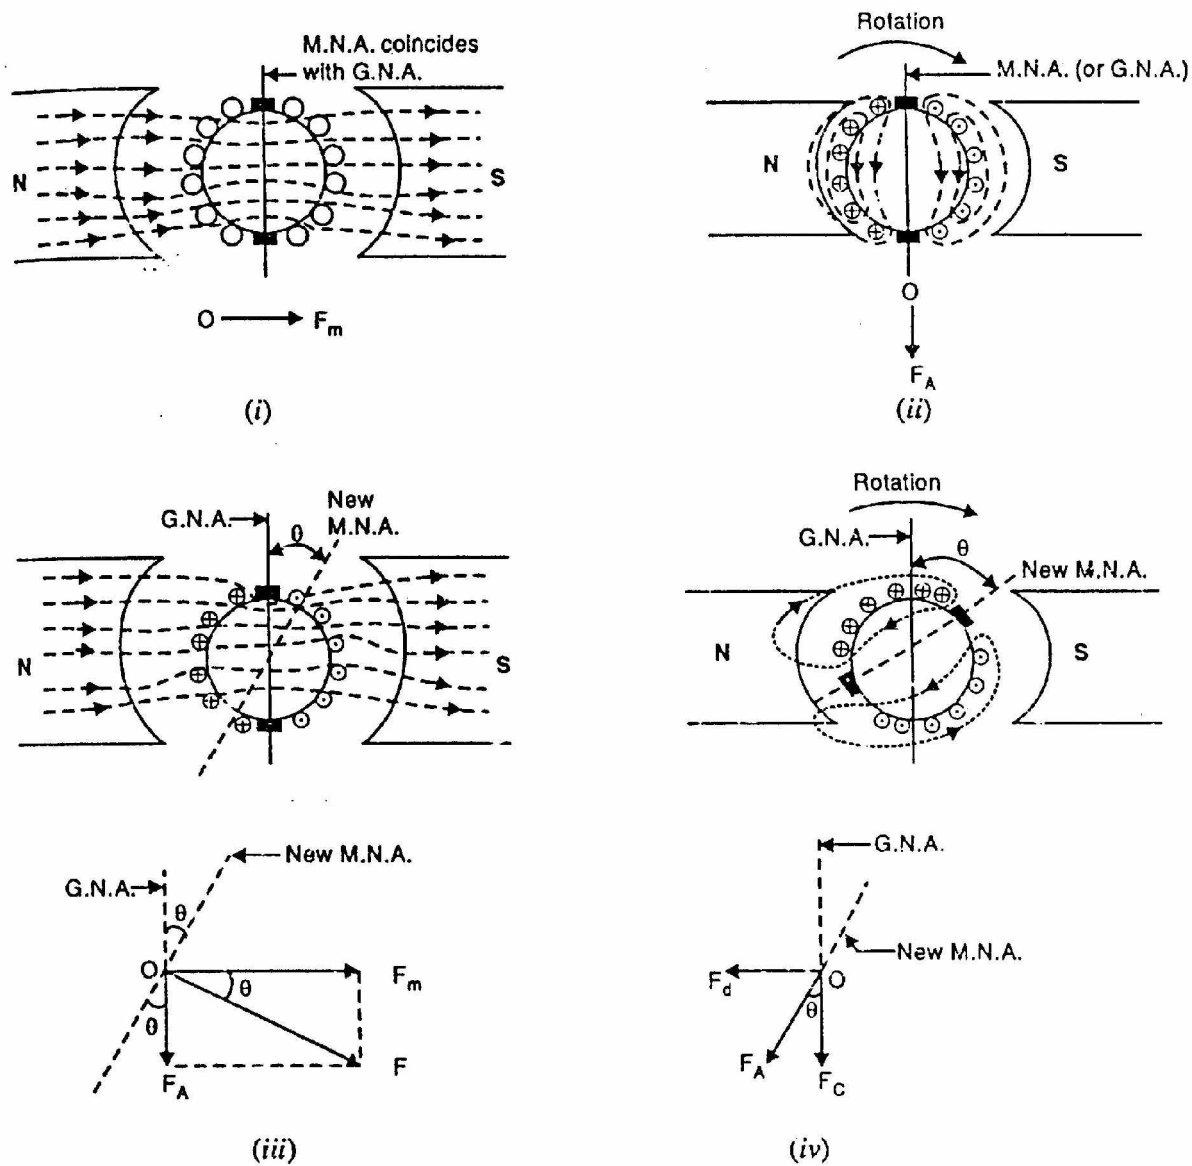 M.N.A. coincides
with G.N.A.
N
S
O
F_m
(i)
Rotation
M.N.A. (or G.N.A.)
N
S
O
F_A
(ii)
G.N.A.
New
M.N.A.
θ
N
S
New M.N.A.
G.N.A.
θ
O
F_m
θ
θ
F_A
F
(iii)
Rotation
G.N.A.
θ
New M.N.A.
N
S
G.N.A.
New M.N.A.
F_d
O
θ
F_A
F_C
(iv)